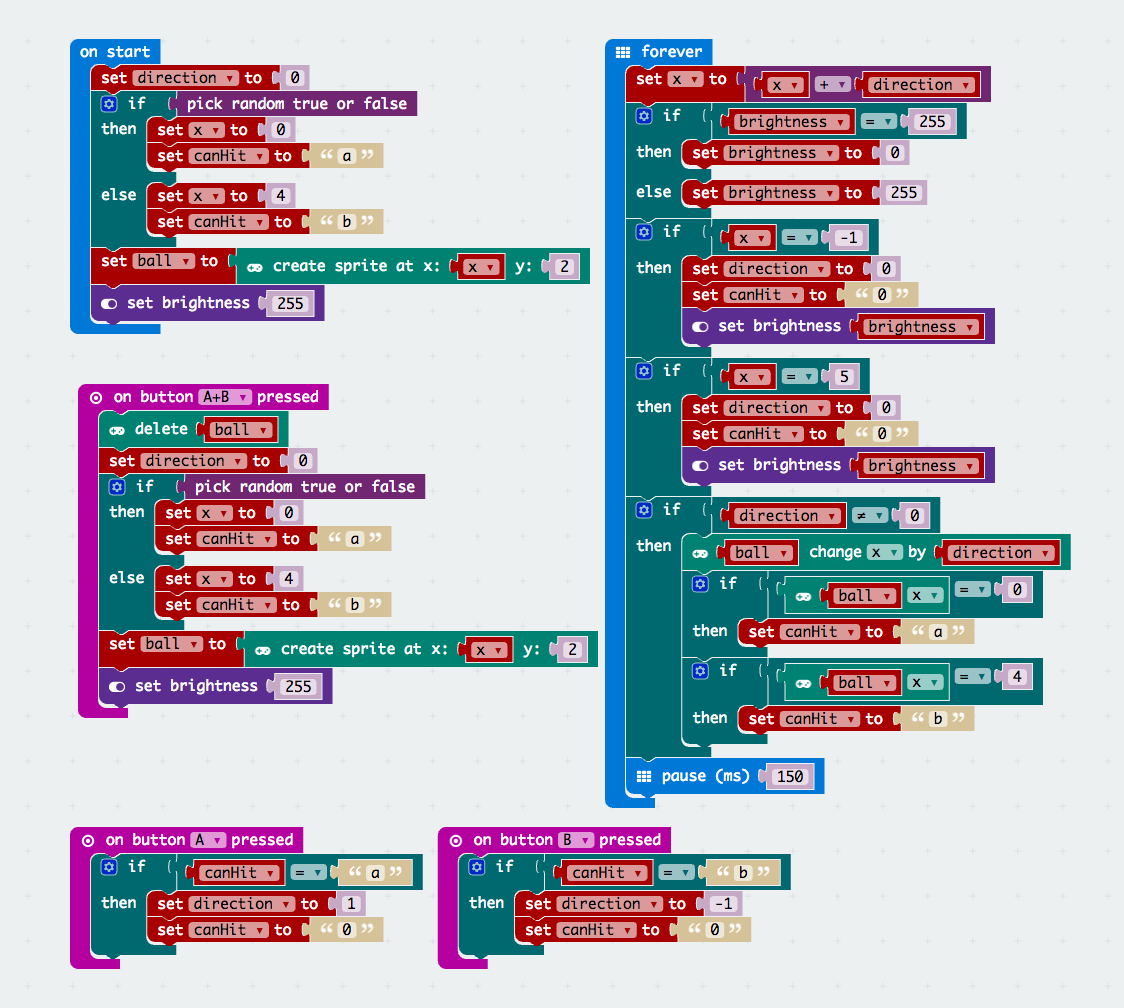 on start
set direction to 0
if pick random true or false
then set x to 0
set canHit to “ a ”
else set x to 4
set canHit to “ b ”
set ball to create sprite at x: x y: 2
set brightness 255
on button A+B pressed
delete ball
set direction to 0
if pick random true or false
then set x to 0
set canHit to “ a ”
else set x to 4
set canHit to “ b ”
set ball to create sprite at x: x y: 2
set brightness 255
forever
set x to x + direction
if brightness = 255
then set brightness to 0
else set brightness to 255
if x = -1
then set direction to 0
set canHit to “ 0 ”
set brightness brightness
if x = 5
then set direction to 0
set canHit to “ 0 ”
set brightness brightness
if direction ≠ 0
then ball change x by direction
if ball x = 0
then set canHit to “ a ”
if ball x = 4
then set canHit to “ b ”
pause (ms) 150
on button A pressed
if canHit = “ a ”
then set direction to 1
set canHit to “ 0 ”
on button B pressed
if canHit = “ b ”
then set direction to -1
set canHit to “ 0 ”